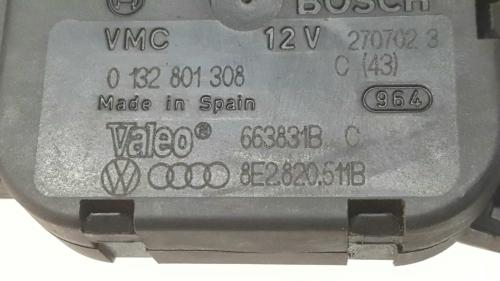 BOSCH
VMC 12 V 270702 3
0 132 801 308 C (43)
Made in Spain 964
Valeo® 663831B C
8E2.820.511B